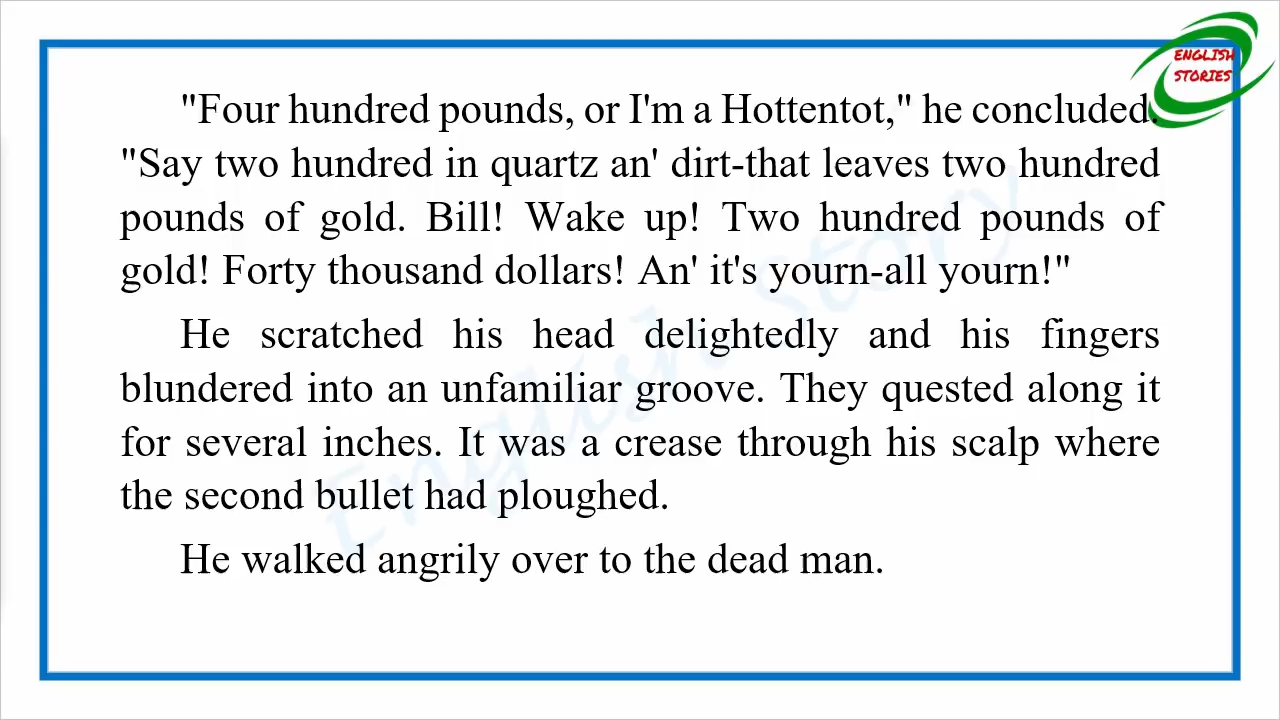 ENGLISH
STORIES
"Four hundred pounds, or I'm a Hottentot," he concluded.
"Say two hundred in quartz an' dirt-that leaves two hundred
pounds of gold. Bill! Wake up! Two hundred pounds of
gold! Forty thousand dollars! An' it's yourn-all yourn!"
He scratched his head delightedly and his fingers
blundered into an unfamiliar groove. They quested along it
for several inches. It was a crease through his scalp where
the second bullet had ploughed.
He walked angrily over to the dead man.
English Story